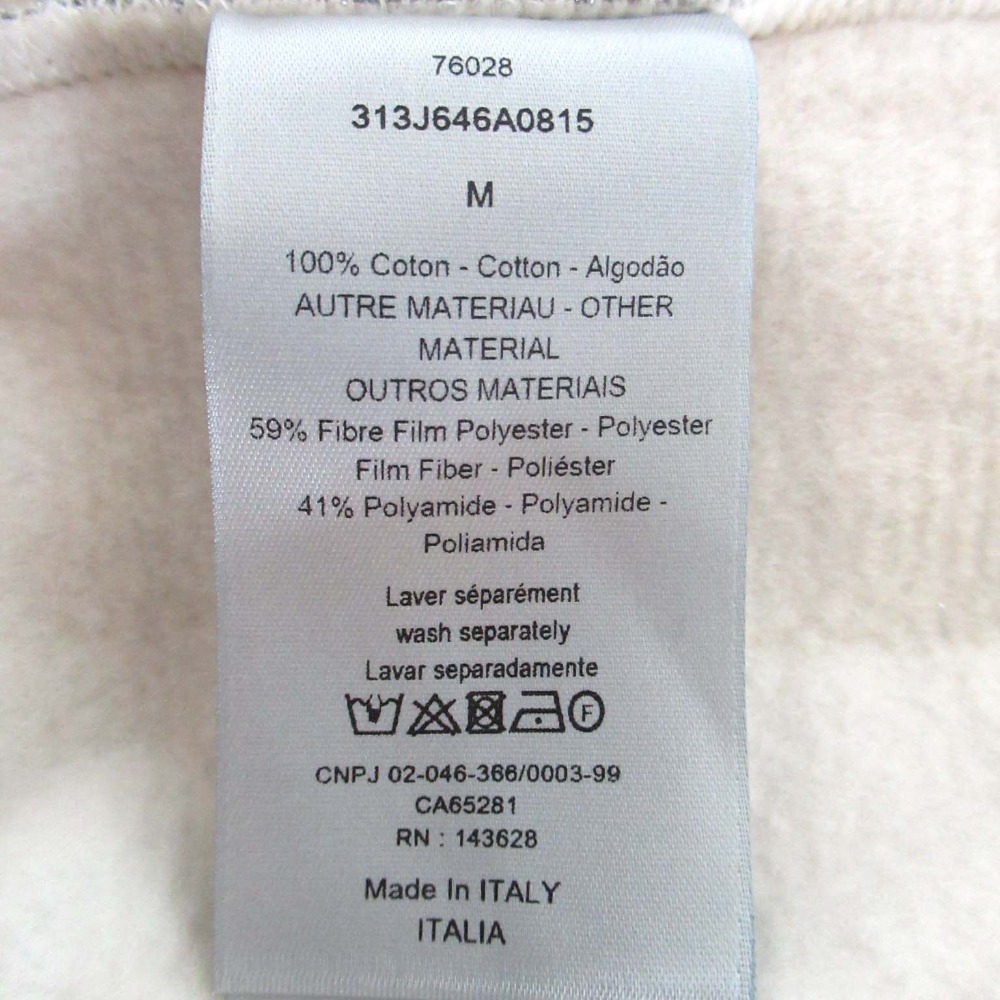 76028
313J646A0815
M
100% Coton - Cotton - Algodão
AUTRE MATERIAU - OTHER
MATERIAL
OUTROS MATERIAIS
59% Fibre Film Polyester - Polyester
Film Fiber - Poliéster
41% Polyamide - Polyamide -
Poliamida
Laver séparément
wash separately
Lavar separadamente
F
CNPJ 02-046-366/0003-99
CA65281
RN : 143628
Made In ITALY
ITALIA